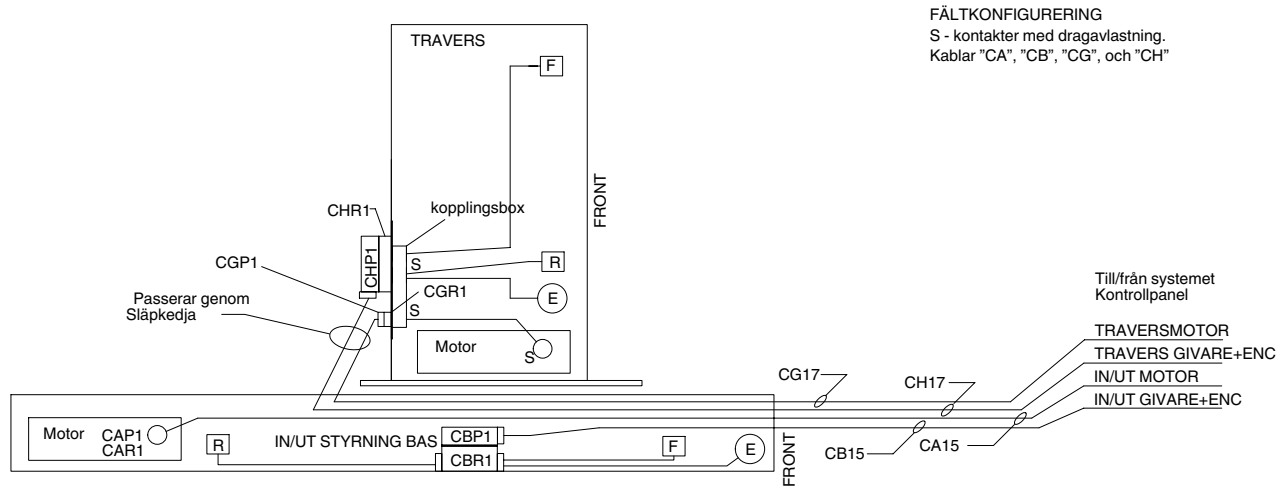 FÄLTKONFIGURERING
S - kontakter med dragavlastning.
Kablar ”CA”, ”CB”, ”CG”, och ”CH”
TRAVERS
F
FRONT
CHR1
kopplingsbox
CHP1
S
R
CGP1
CGR1
E
Passerar genom
Släpkedja
S
Motor
S
Till/från systemet
Kontrollpanel
TRAVERSMOTOR
TRAVERS GIVARE+ENC
IN/UT MOTOR
IN/UT GIVARE+ENC
CG17
CH17
CB15
CA15
Motor
CAP1
CAR1
R
IN/UT STYRNING BAS
CBP1
CBR1
F
E
FRONT